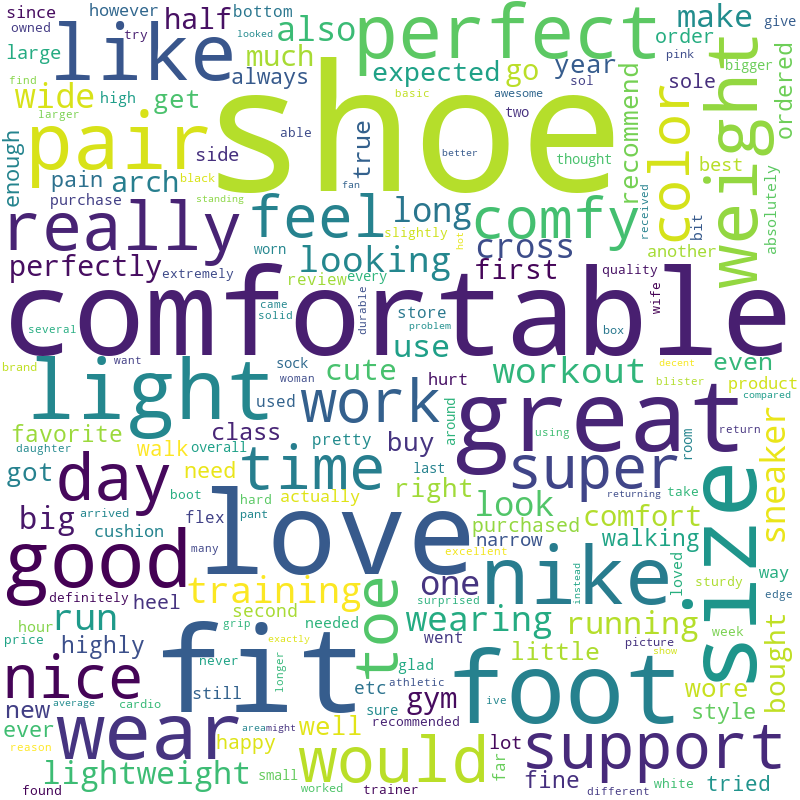 since
owned
however
try
bottom
looked
half
also
perfect
make
give
order
pink
large
like
much
expected
go
year
find
high
always
basic
awesome
sol
sole
bigger
wide
get
larger
two
recommend
color
weight
ordered
enough
pair
shoe
able
true
better
thought
side
pain
arch
black
fan
best
purchase
standing
received
bit
absolutely
really
feel
long
comfy
worn
slightly
hot
another
looking
cross
perfectly
extremely
review
every
first
quality
wife
comfortable
came
solid
durable
store
problem
box
several
use
want
sock
decent
brand
light
cute
workout
even
woman
hurt
blister
product
compared
used
work
great
favorite
class
buy
around
daughter
walk
overall
pretty
using
room
return
got
day
need
time
last
super
sneaker
boot
hard
actually
right
look
returning
take
big
arrived
pant
purchased
comfort
cushion
flex
narrow
walking
good
many
love
excellent
size
way
nike
instead
loved
sturdy
definitely
training
one
edge
heel
toe
surprised
hour
run
second
needed
wearing
running
week
price
grip
bought
highly
exactly
went
little
picture
never
longer
glad
show
nice
fit
foot
cardio
still
etc
athletic
ive
wore
new
average
sure
gym
style
ever
recommended
area
might
well
reason
wear
happy
would
lot
support
far
lightweight
small
fine
white
tried
found
worked
trainer
different